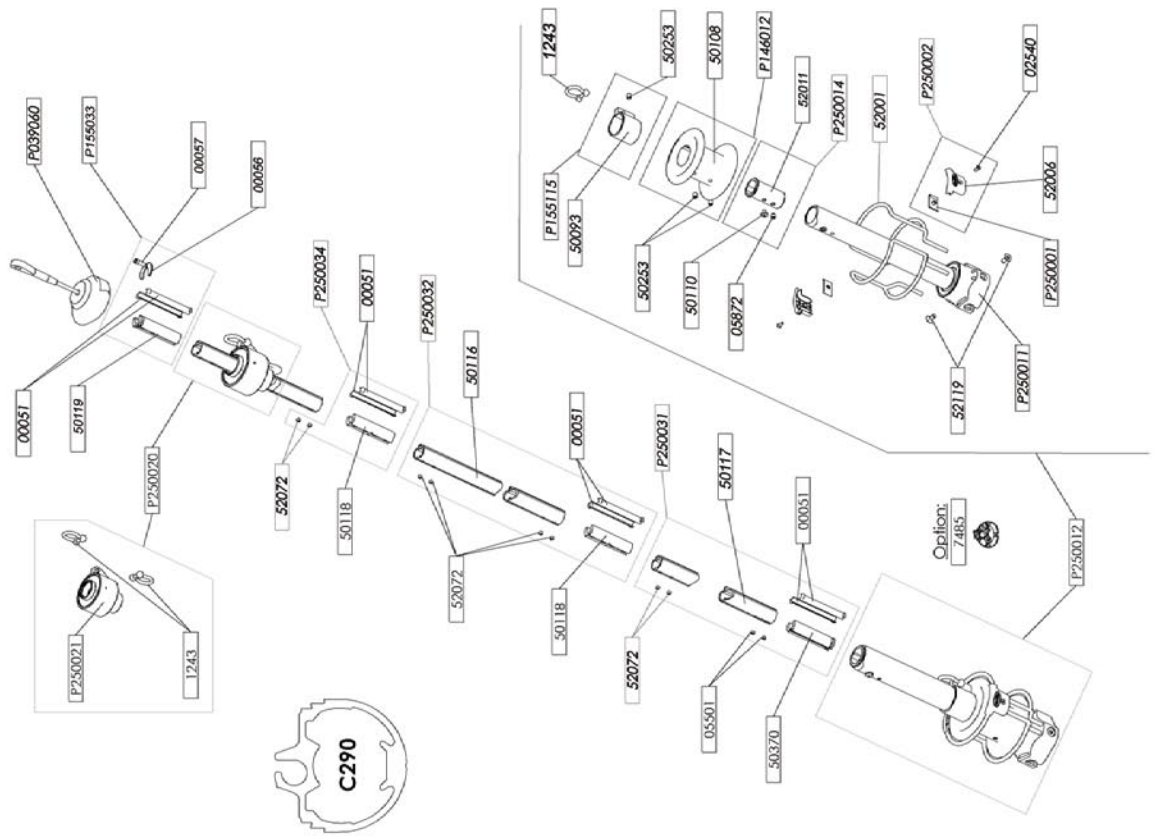 P039060
P155033
00057
00056
00051
50119
P250020
P250034
00051
P250032
50116
52072
50118
00051
P250031
50117
00051
52072
50118
52072
05501
50370
P250021
1243
C290
Option:
7485
P250012
1243
50253
50108
P146012
52011
P250014
52001
P250002
02540
P155115
50093
50253
50110
05872
52006
P250001
P250011
52119